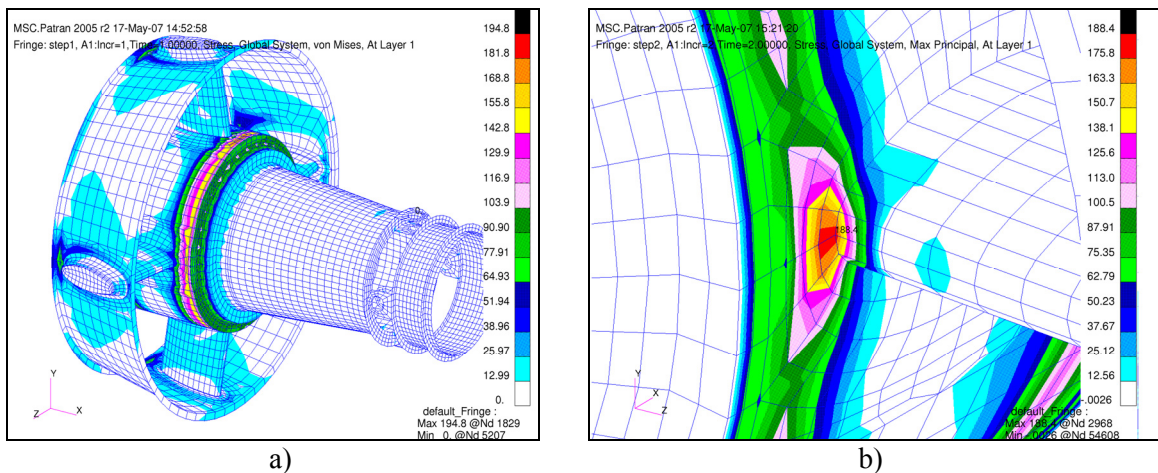 MSC.Patran 2005 r2 17-May-07 14:52:58
Fringe: step1, A1:Incr=1,Time=1.00000, Stress, Global System, von Mises, At Layer 1
194.8
181.8
168.8
155.8
142.8
129.9
116.9
103.9
90.90
77.91
64.93
51.94
38.96
25.97
12.99
0.
Y
Z
X
default_Fringe :
Max 194.8 @Nd 1829
Min 0. @Nd 5207
a)
MSC.Patran 2005 r2 17-May-07 15:21:20
Fringe: step2, A1:Incr=
Time=2.00000, Stress, Global System, Max Principal, At Layer 1
188.4
175.8
163.3
150.7
138.1
125.6
113.0
100.5
87.91
75.35
62.79
50.23
37.67
25.12
12.56
-.0026
188.4
Y
X
Z
default_Fringe :
Max 188.4 @Nd 2968
Min -.0026 @Nd 54608
b)